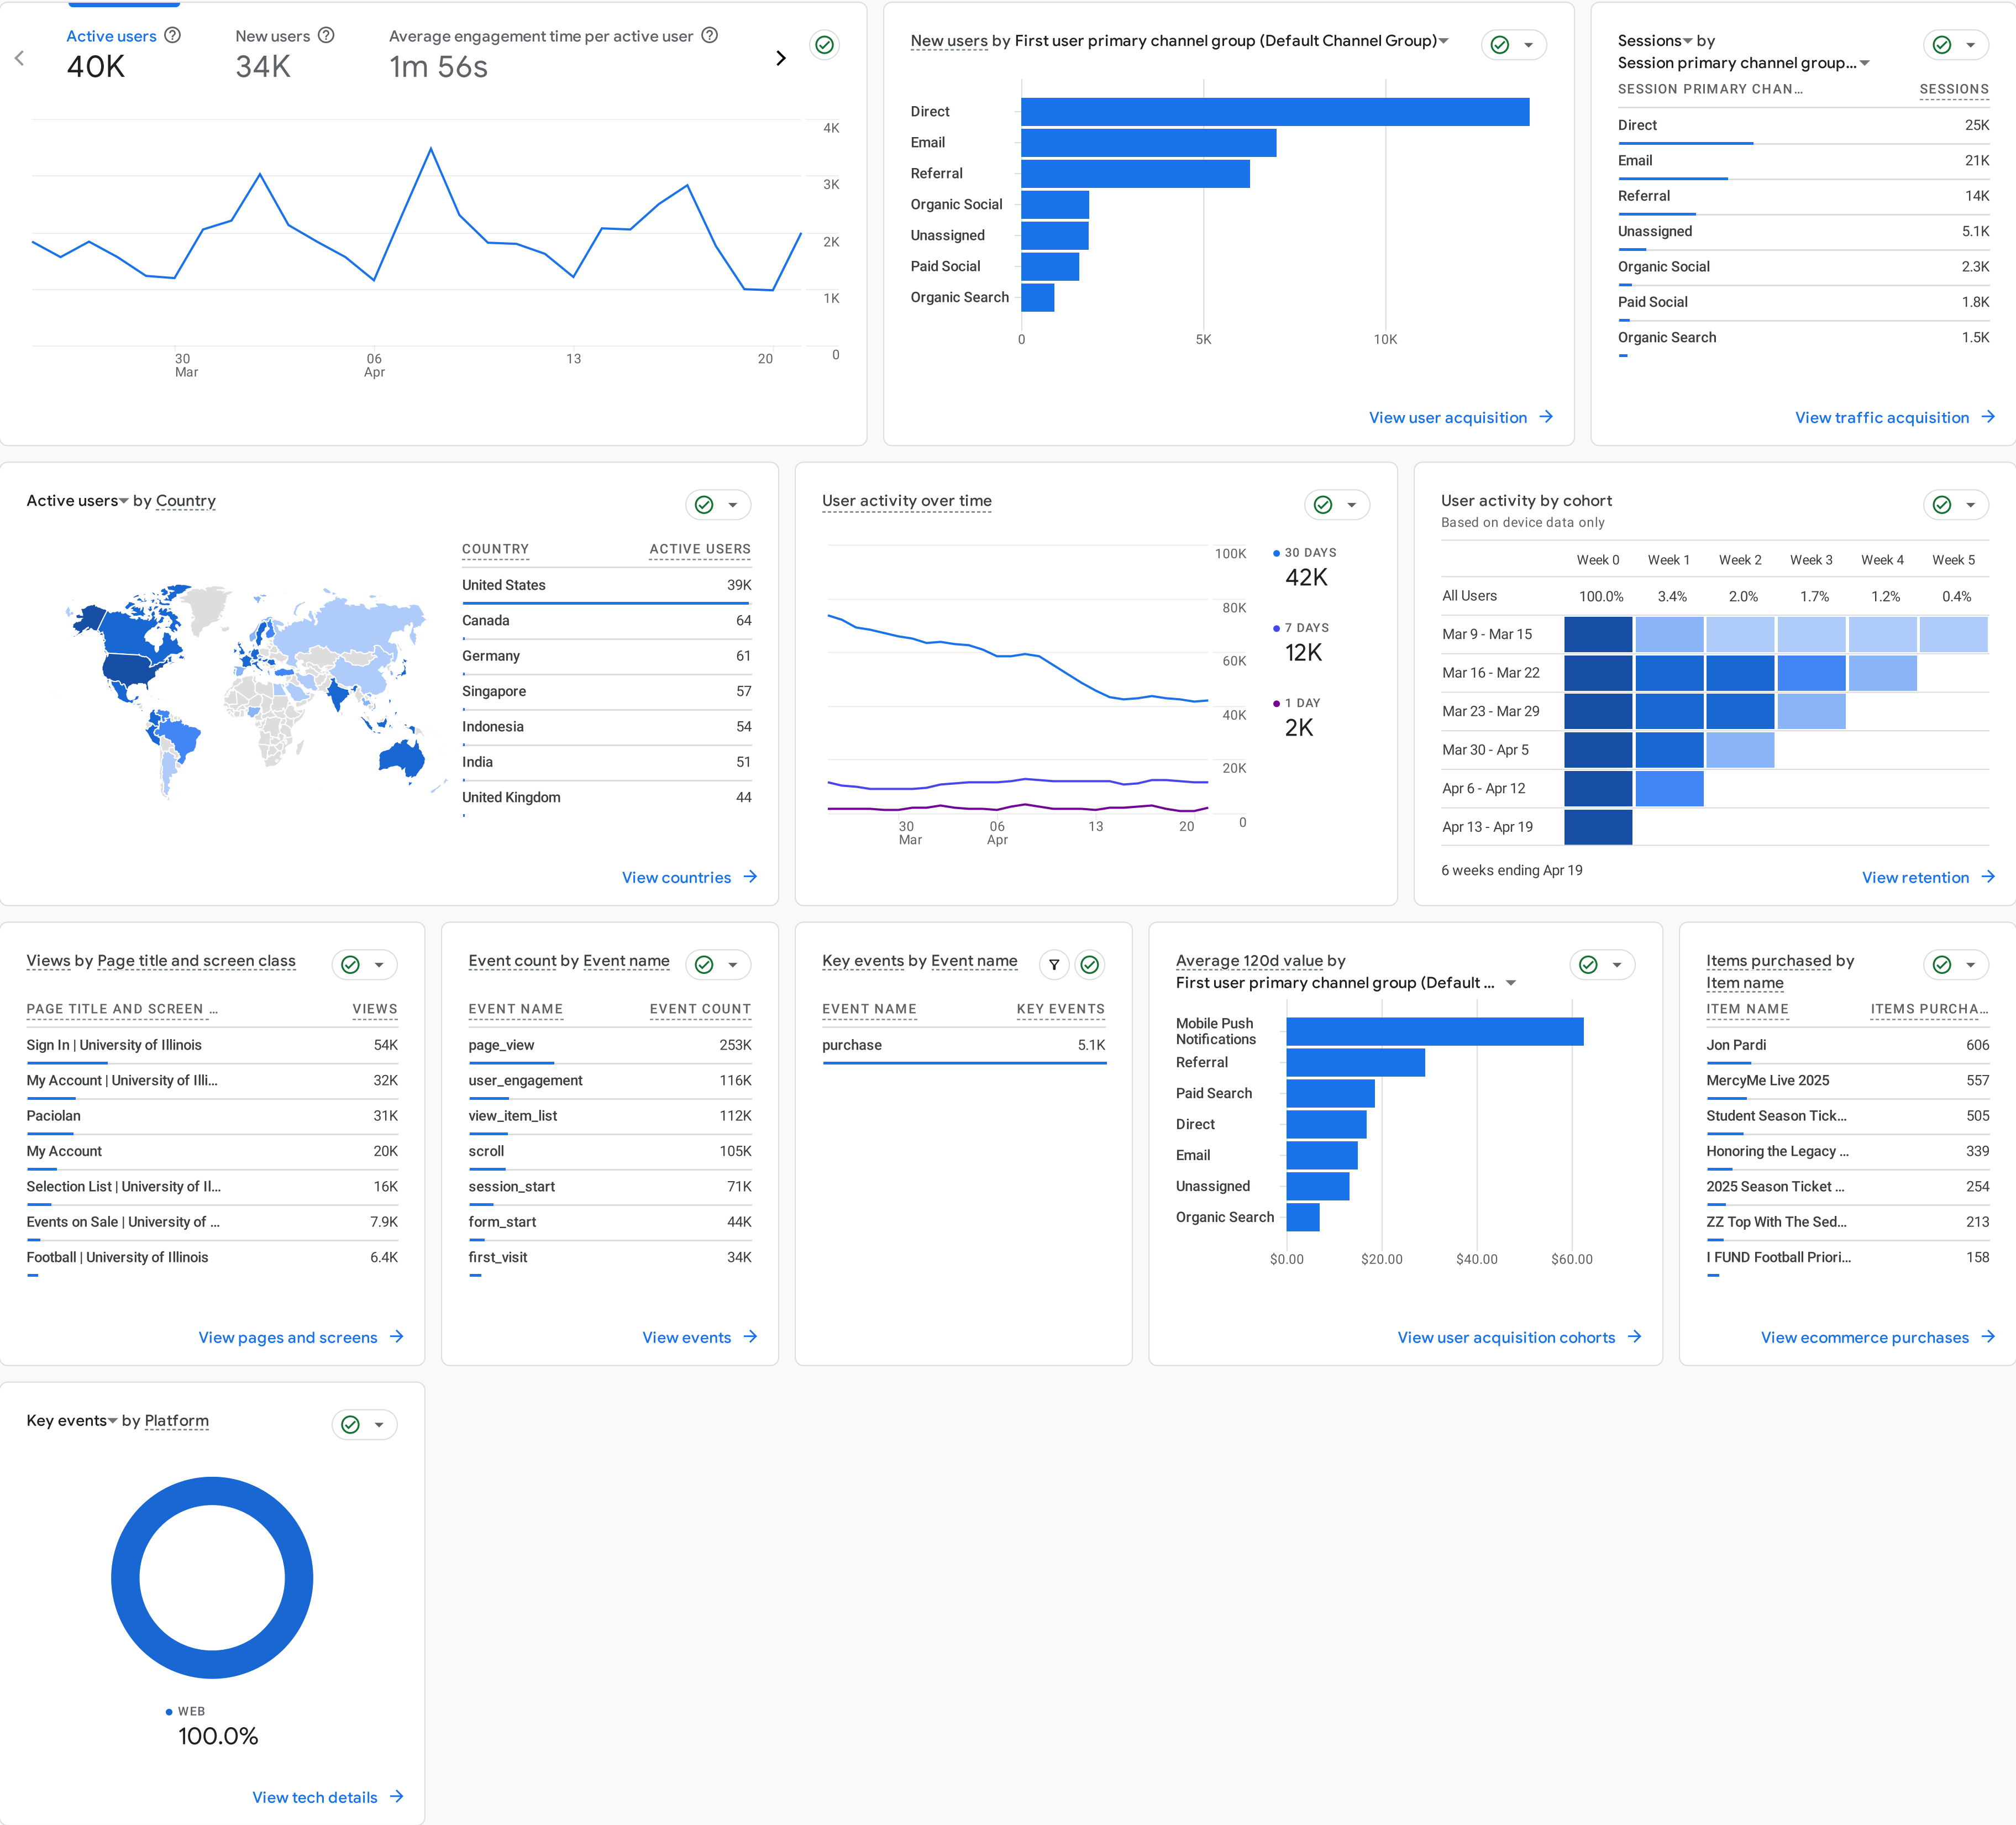 Active users
40K
New users
34K
Average engagement time per active user
1m 56s
4K
3K
2K
1K
0
30
Mar
06
Apr
13
20
New users by First user primary channel group (Default Channel Group)
Direct
Email
Referral
Organic Social
Unassigned
Paid Social
Organic Search
0
5K
10K
View user acquisition
Sessions by
Session primary channel group...
SESSION PRIMARY CHAN... SESSIONS
Direct 25K
Email 21K
Referral 14K
Unassigned 5.1K
Organic Social 2.3K
Paid Social 1.8K
Organic Search 1.5K
View traffic acquisition
Active users by Country
COUNTRY ACTIVE USERS
United States 39K
Canada 64
Germany 61
Singapore 57
Indonesia 54
India 51
United Kingdom 44
View countries
User activity over time
100K
80K
60K
40K
20K
0
30
Mar
06
Apr
13
20
30 DAYS
42K
7 DAYS
12K
1 DAY
2K
User activity by cohort
Based on device data only
Week 0 Week 1 Week 2 Week 3 Week 4 Week 5
All Users 100.0% 3.4% 2.0% 1.7% 1.2% 0.4%
Mar 9 - Mar 15
Mar 16 - Mar 22
Mar 23 - Mar 29
Mar 30 - Apr 5
Apr 6 - Apr 12
Apr 13 - Apr 19
6 weeks ending Apr 19
View retention
Views by Page title and screen class
PAGE TITLE AND SCREEN ... VIEWS
Sign In | University of Illinois 54K
My Account | University of Illi... 32K
Paciolan 31K
My Account 20K
Selection List | University of Il... 16K
Events on Sale | University of ... 7.9K
Football | University of Illinois 6.4K
View pages and screens
Event count by Event name
EVENT NAME EVENT COUNT
page_view 253K
user_engagement 116K
view_item_list 112K
scroll 105K
session_start 71K
form_start 44K
first_visit 34K
View events
Key events by Event name
EVENT NAME KEY EVENTS
purchase 5.1K
Average 120d value by
First user primary channel group (Default ...
Mobile Push
Notifications
Referral
Paid Search
Direct
Email
Unassigned
Organic Search
$0.00
$20.00
$40.00
$60.00
View user acquisition cohorts
Items purchased by
Item name
ITEM NAME ITEMS PURCHA...
Jon Pardi 606
MercyMe Live 2025 557
Student Season Tick... 505
Honoring the Legacy ... 339
2025 Season Ticket ... 254
ZZ Top With The Sed... 213
I FUND Football Priori... 158
View ecommerce purchases
Key events by Platform
WEB
100.0%
View tech details